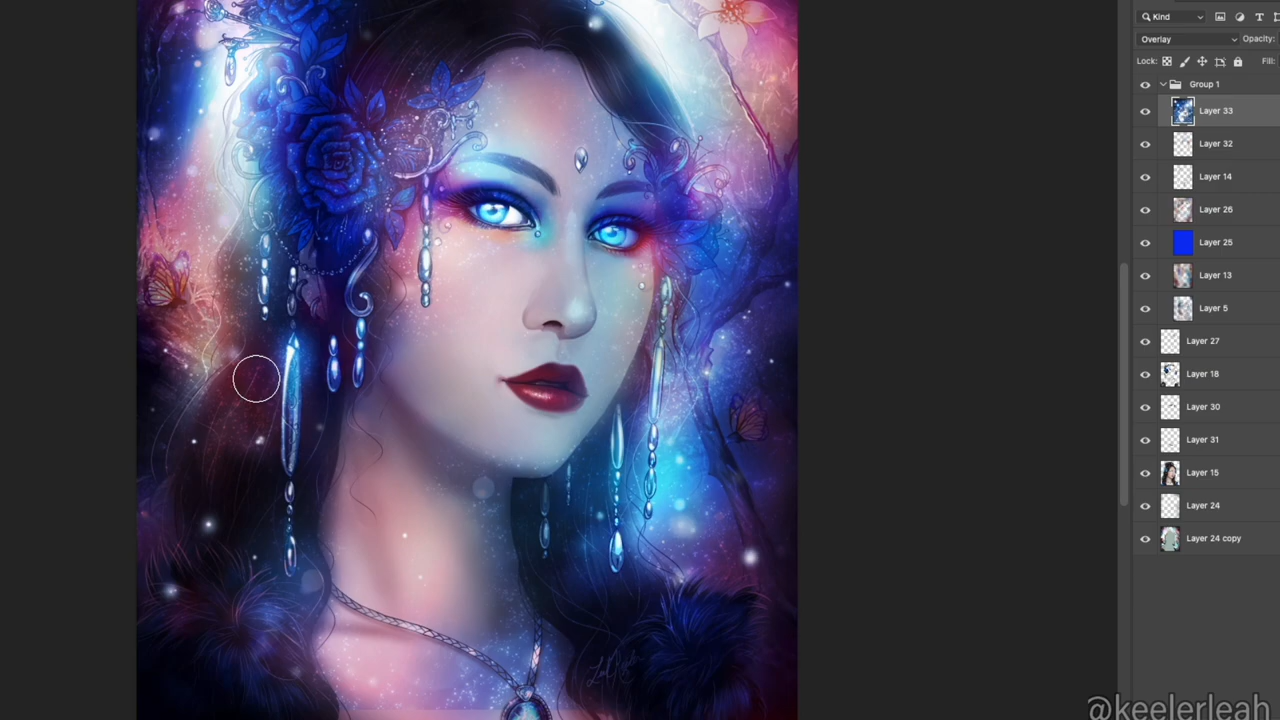 Kind
Overlay
Opacity:
Lock:
Fill:
Group 1
Layer 33
Layer 32
Layer 14
Layer 26
Layer 25
Layer 13
Layer 5
Layer 27
Layer 18
Layer 30
Layer 31
Layer 15
Layer 24
Layer 24 copy
@keelerleah